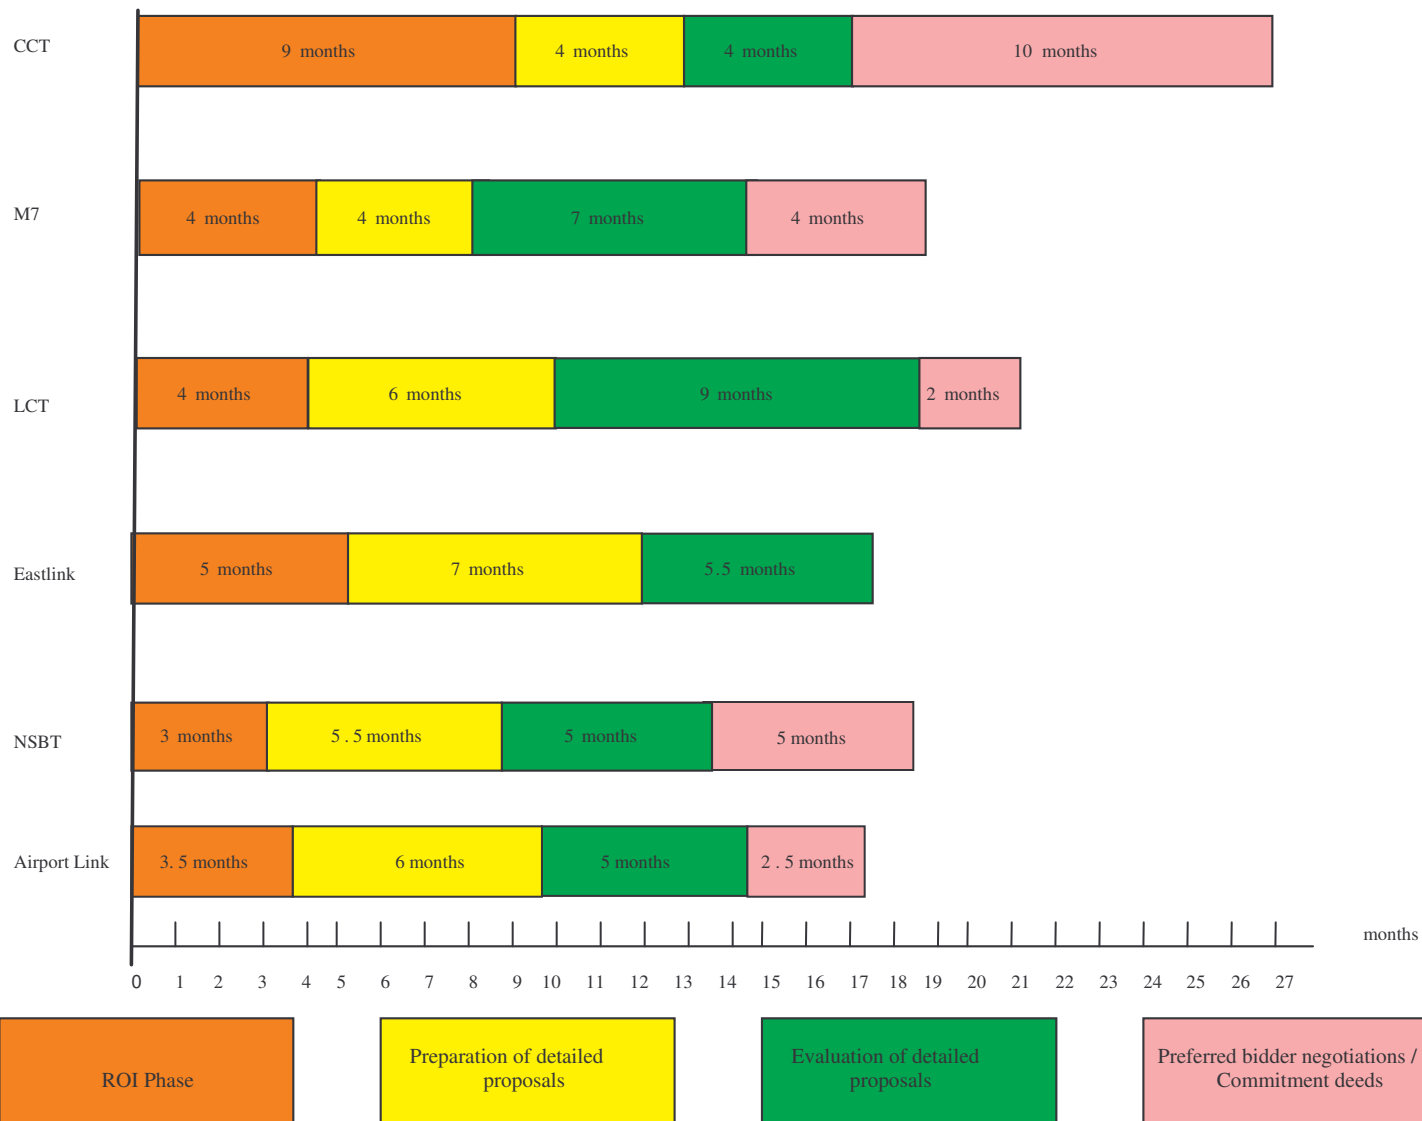 CCT
9 months
4 months
4 months
10 months
M7
4 months
4 months
7 months
4 months
LCT
4 months
6 months
9 months
2 months
Eastlink
5 months
7 months
5.5 months
NSBT
3 months
5 . 5 months
5 months
5 months
Airport Link
3. 5 months
6 months
5 months
2 . 5 months
months
0 1 2 3 4 5 6 7 8 9 10 11 12 13 14 15 16 17 18 19 20 21 22 23 24 25 26 27
ROI Phase
Preparation of detailed
proposals
Evaluation of detailed
proposals
Preferred bidder negotiations /
Commitment deeds